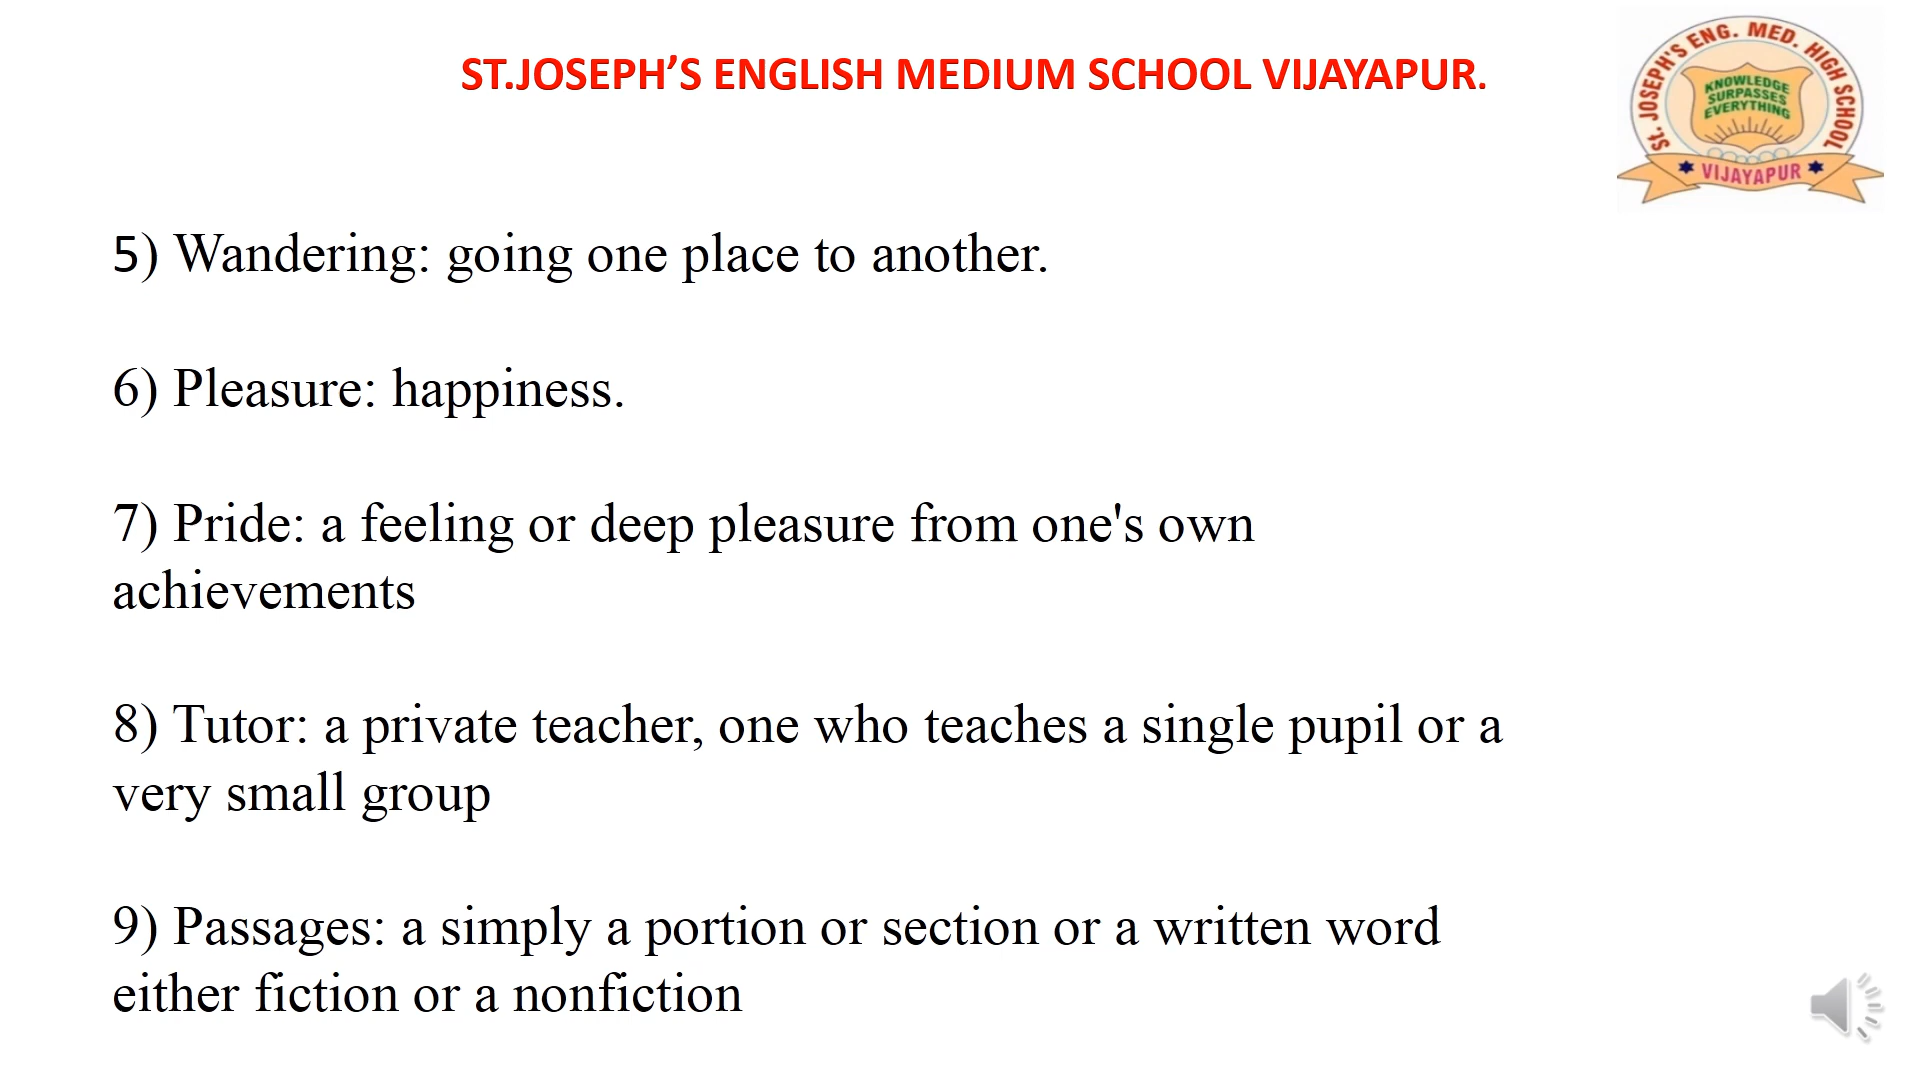 ST.JOSEPH’S ENGLISH MEDIUM SCHOOL VIJAYAPUR.
St. JOSEPH'S ENG. MED. HIGH SCHOOL
KNOWLEDGE
SURPASSES
EVERYTHING
VIJAYAPUR
5) Wandering: going one place to another.
6) Pleasure: happiness.
7) Pride: a feeling or deep pleasure from one's own
achievements
8) Tutor: a private teacher, one who teaches a single pupil or a
very small group
9) Passages: a simply a portion or section or a written word
either fiction or a nonfiction